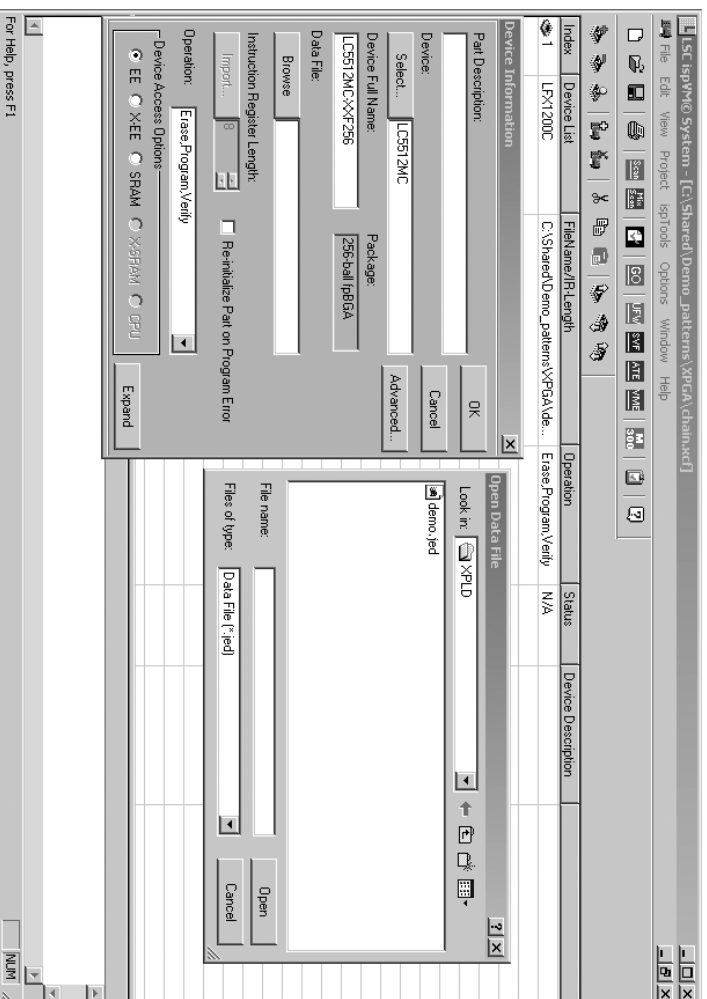 LSC ispVM© System - [C:\Shared\Demo_patterns\XPGA\chain.xcf]
File Edit View Project ispTools Options Window Help
Scan Mix Scan GO UFW SVF ATE VME M 300
Index Device List FileName/IR-Length Operation Status Device Description
1 LFX1200C C:\Shared\Demo_patterns\XPGA\de... Erase,Program,Verify N/A
Device Information
Part Description:
OK
Device:
Cancel
Select... LC5512MC
Advanced...
Device Full Name: Package:
LC5512MC-XXF256 256-ball fpBGA
Data File:
Browse
Instruction Register Length:
Import... 8 Re-initialize Part on Program Error
Operation:
Erase,Program,Verify
Device Access Options
EE X-EE SRAM X-SRAM CPU
Expand
Open Data File
Look in: XPLD
demo.jed
File name: Open
Files of type: Data File (*.jed) Cancel
For Help, press F1 NUM